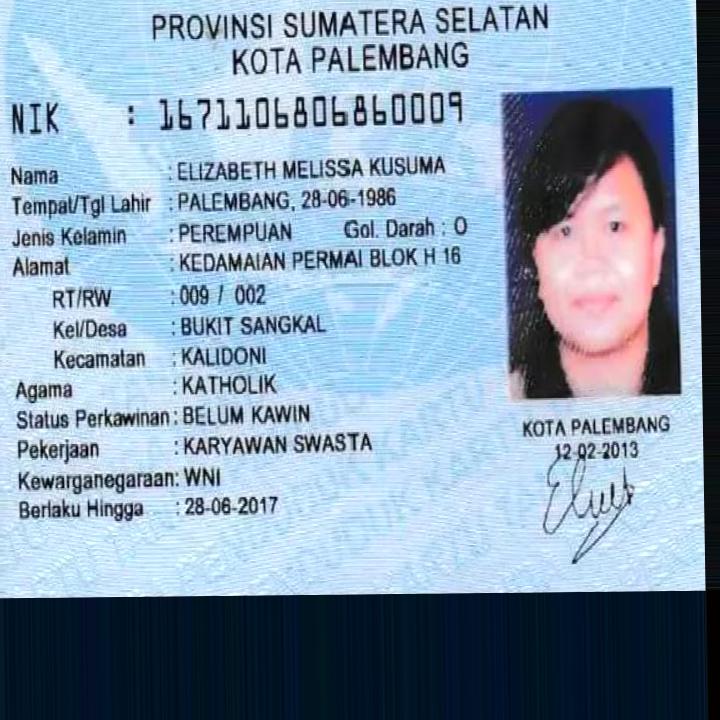 PROVINSI SUMATERA SELATAN
KOTA PALEMBANG
NIK : 1671106806860009
Nama : ELIZABETH MELISSA KUSUMA
Tempat/Tgl Lahir : PALEMBANG, 28-06-1986
Jenis Kelamin : PEREMPUAN Gol. Darah : O
Alamat : KEDAMAIAN PERMAI BLOK H 16
RT/RW : 009 / 002
Kel/Desa : BUKIT SANGKAL
Kecamatan : KALIDONI
Agama : KATHOLIK
Status Perkawinan : BELUM KAWIN
Pekerjaan : KARYAWAN SWASTA
Kewarganegaraan : WNI
Berlaku Hingga : 28-06-2017
KOTA PALEMBANG
12-02-2013